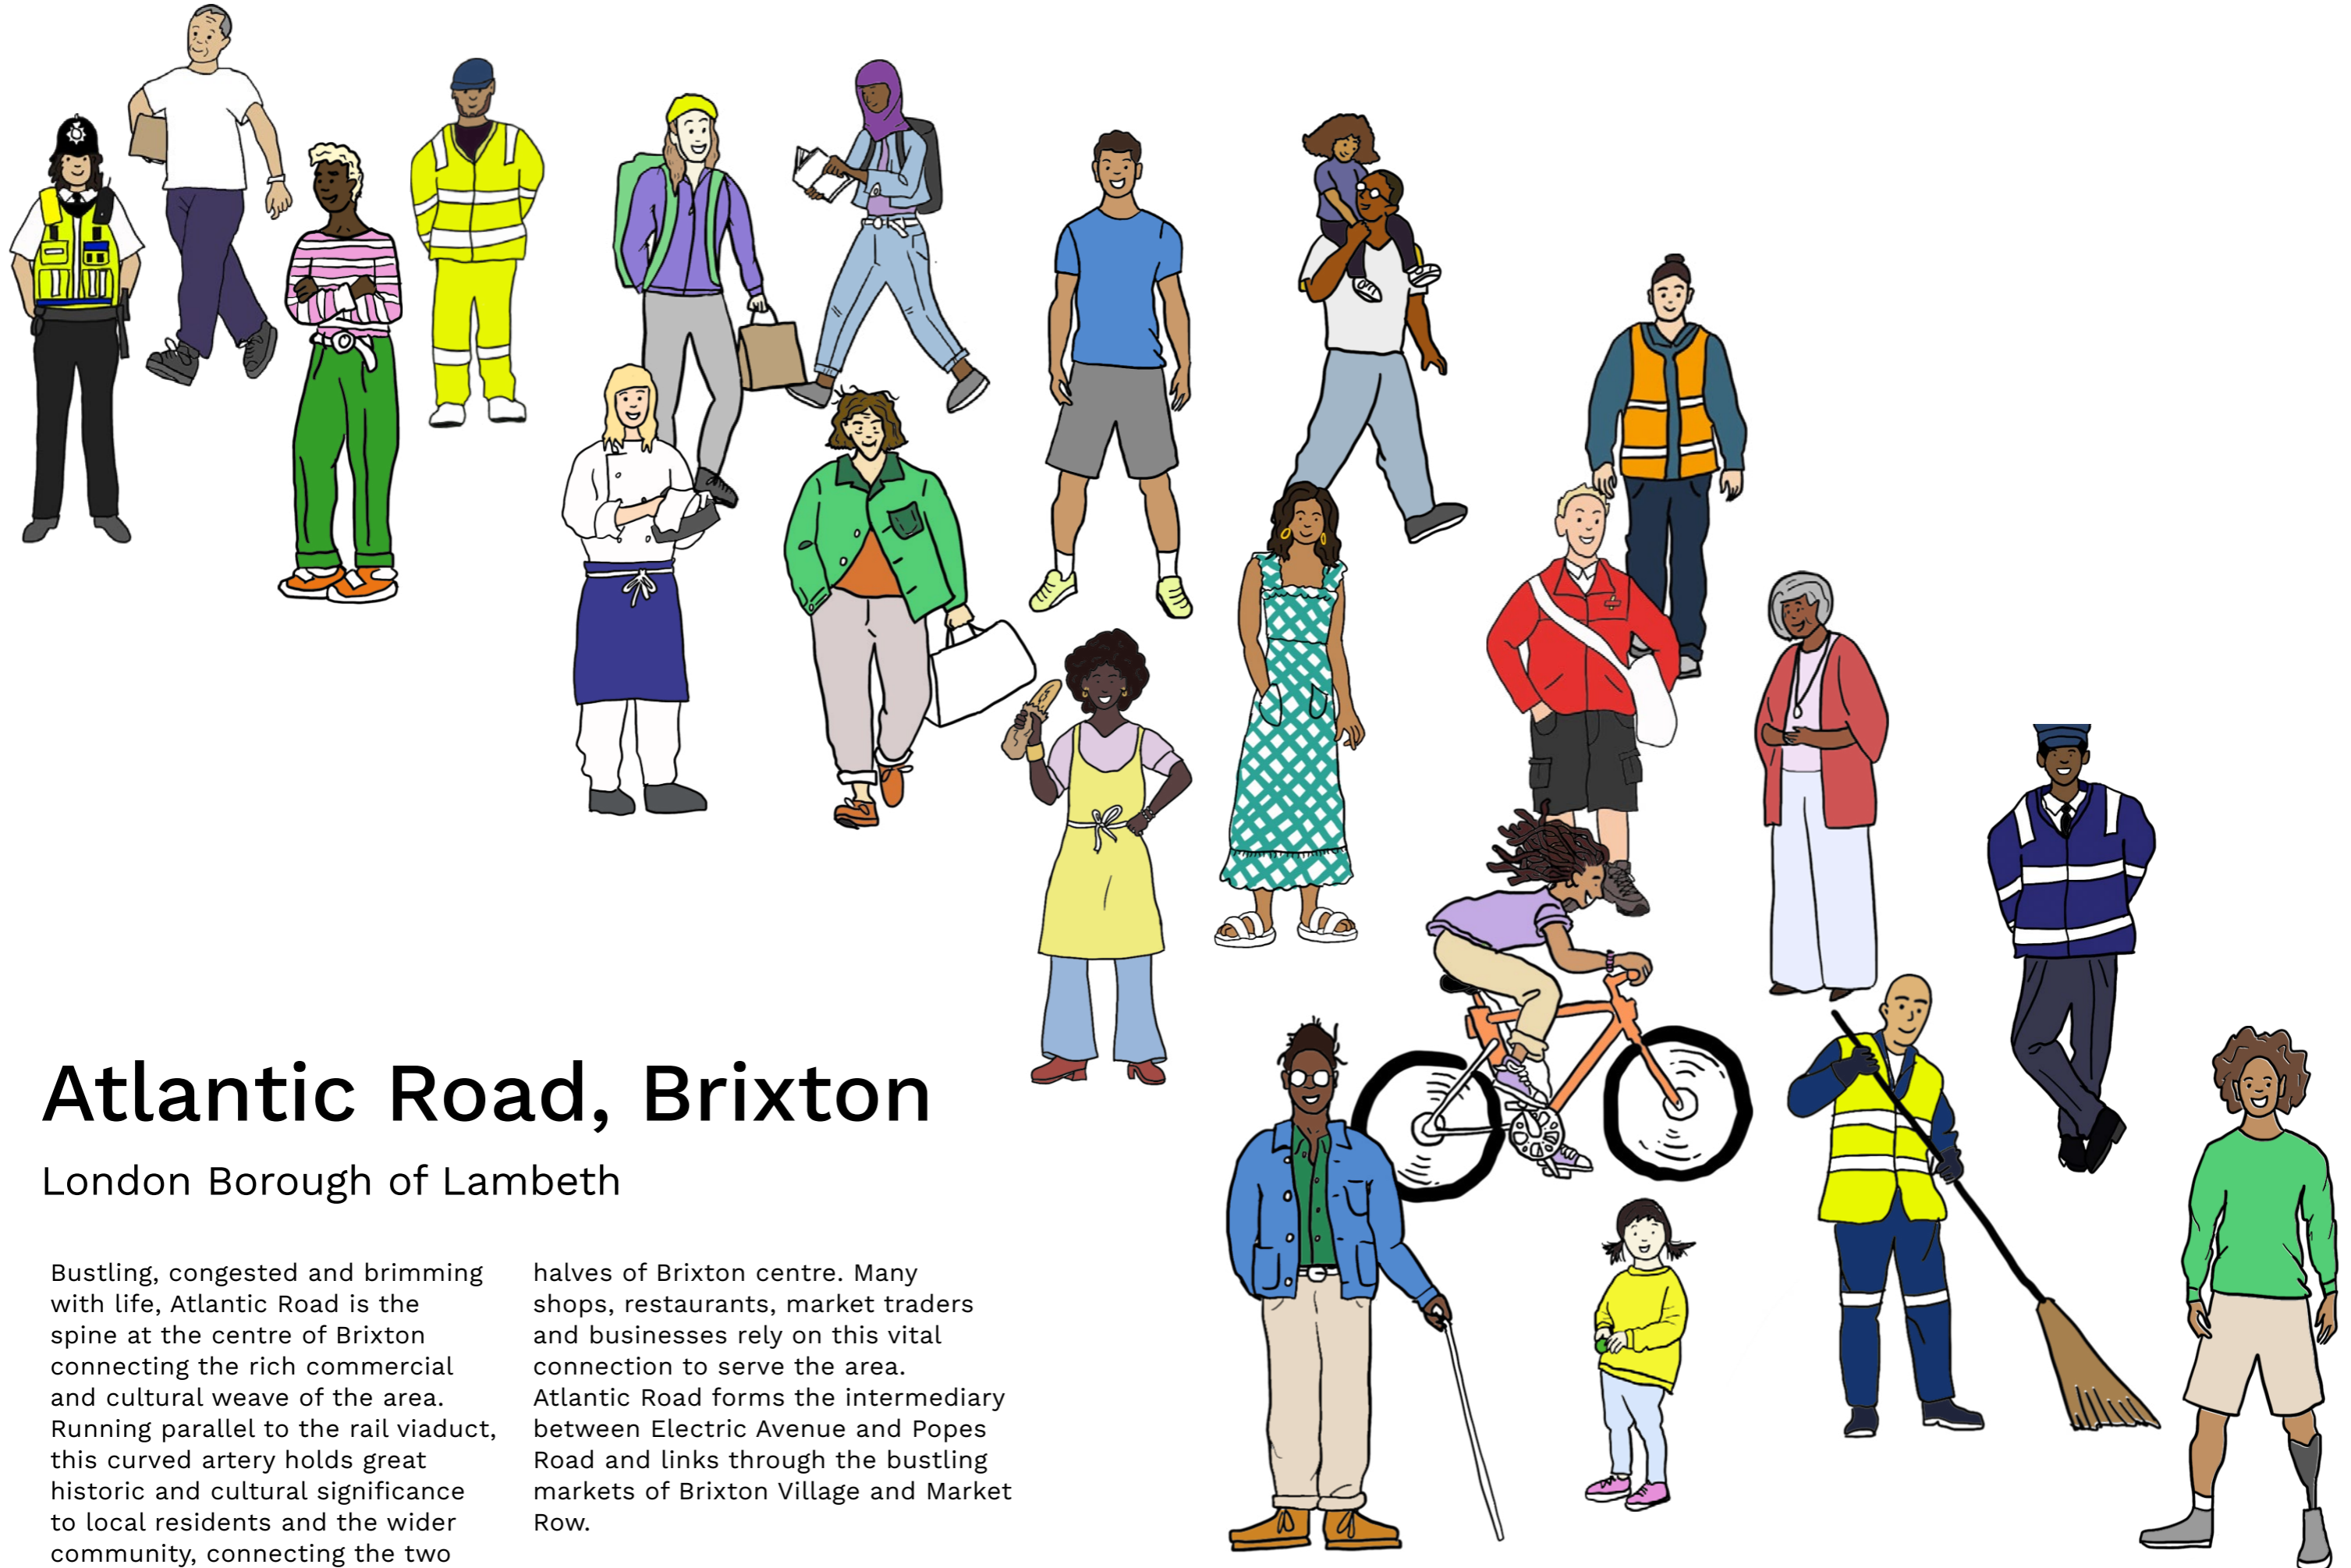 Atlantic Road, Brixton
London Borough of Lambeth
Bustling, congested and brimming
with life, Atlantic Road is the
spine at the centre of Brixton
connecting the rich commercial
and cultural weave of the area.
Running parallel to the rail viaduct,
this curved artery holds great
historic and cultural significance
to local residents and the wider
community, connecting the two
halves of Brixton centre. Many
shops, restaurants, market traders
and businesses rely on this vital
connection to serve the area.
Atlantic Road forms the intermediary
between Electric Avenue and Popes
Road and links through the bustling
markets of Brixton Village and Market
Row.